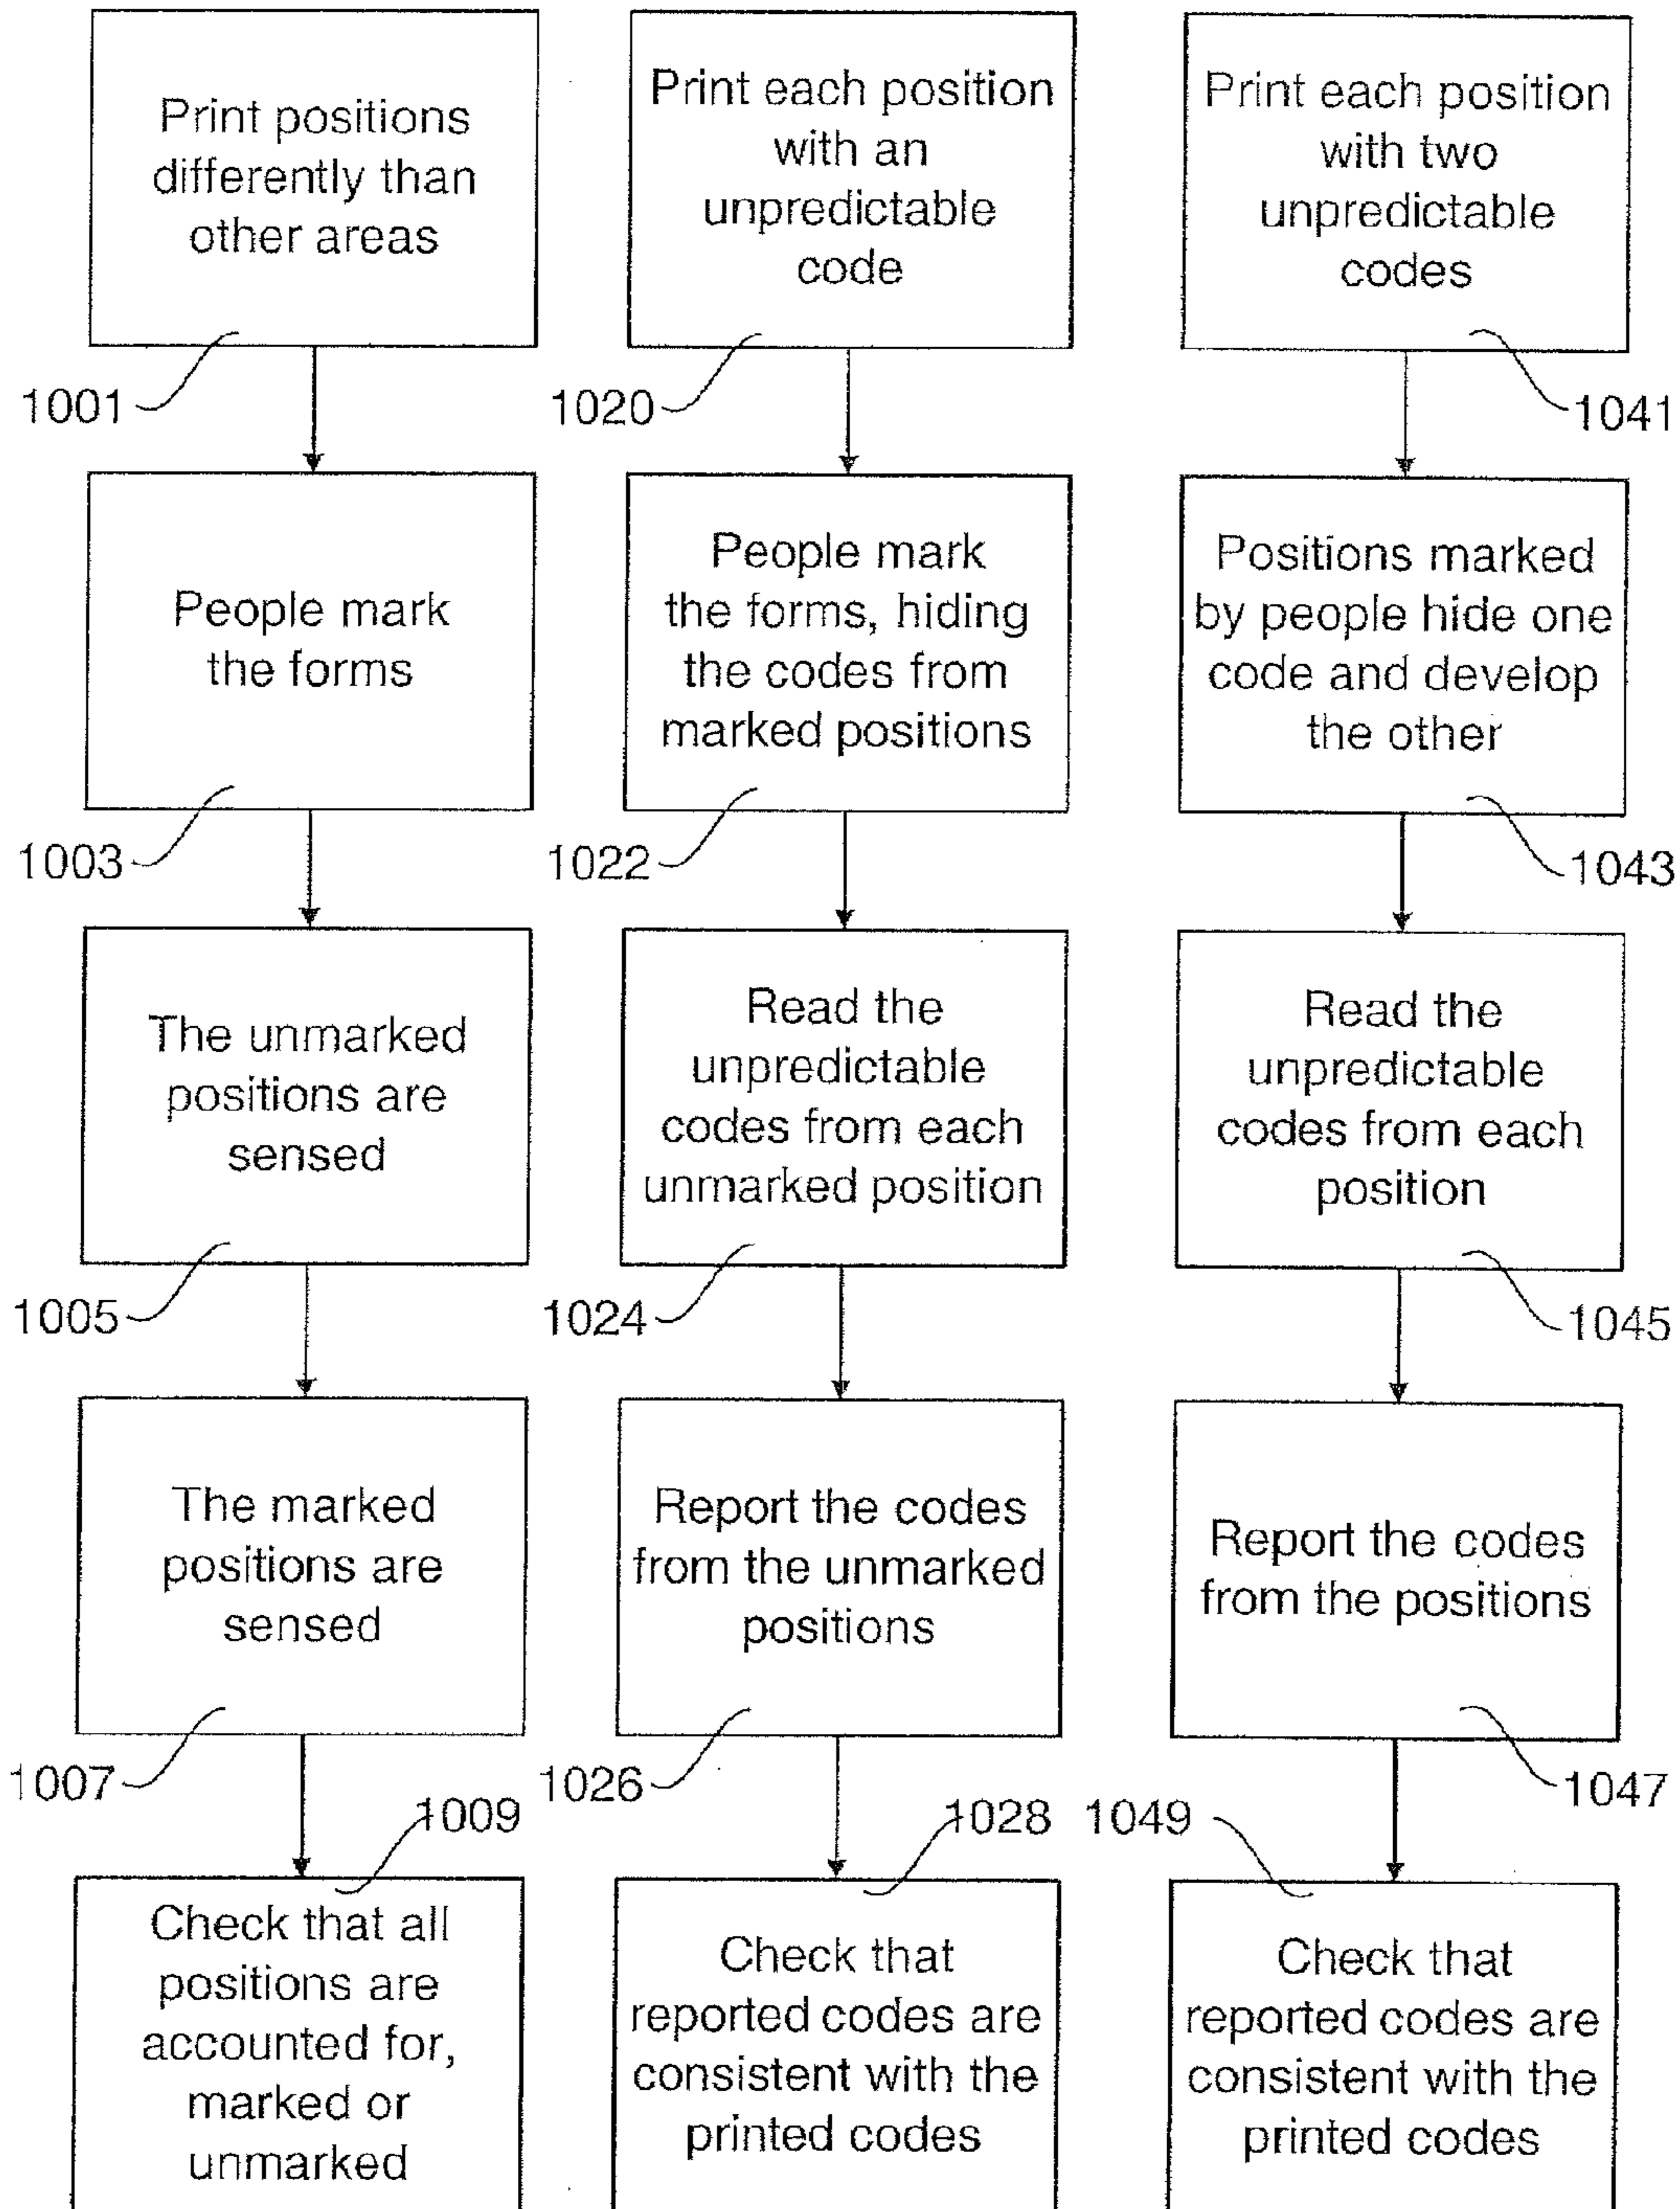 Print positions
differently than
other areas
1001
People mark
the forms
1003
The unmarked
positions are
sensed
1005
The marked
positions are
sensed
1007
1009
Check that all
positions are
accounted for,
marked or
unmarked
Print each position
with an
unpredictable
code
1020
People mark
the forms, hiding
the codes from
marked positions
1022
Read the
unpredictable
codes from each
unmarked position
1024
Report the codes
from the unmarked
positions
1026
1028
Check that
reported codes are
consistent with the
printed codes
Print each position
with two
unpredictable
codes
1041
Positions marked
by people hide one
code and develop
the other
1043
Read the
unpredictable
codes from each
position
1045
Report the codes
from the positions
1047
1049
Check that
reported codes are
consistent with the
printed codes